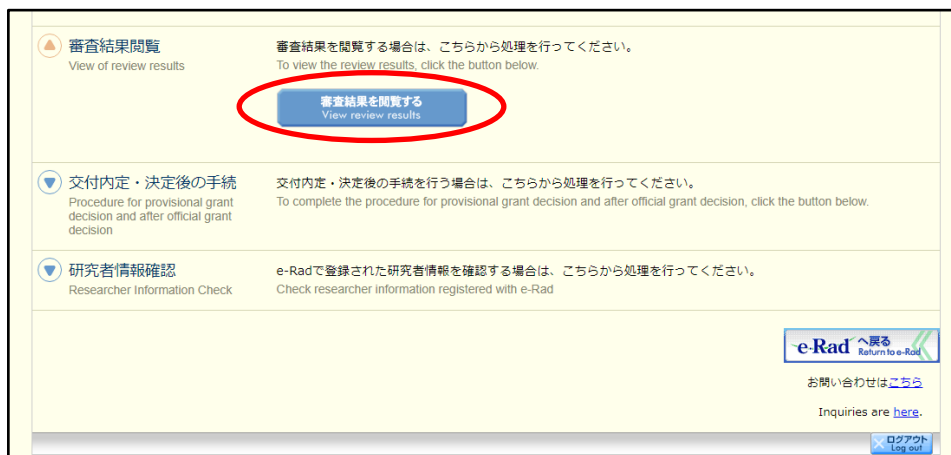 審査結果閲覧
View of review results
審査結果を閲覧する場合は、こちらから処理を行ってください。
To view the review results, click the button below.
審査結果を閲覧する
View review results
交付内定・決定後の手続
Procedure for provisional grant
decision and after official grant
decision
交付内定・決定後の手続を行う場合は、こちらから処理を行ってください。
To complete the procedure for provisional grant decision and after official grant decision, click the button below.
研究者情報確認
Researcher Information Check
e-Radで登録された研究者情報を確認する場合は、こちらから処理を行ってください。
Check researcher information registered with e-Rad
e-Rad へ戻る
Return to e-Rad
お問い合わせはこちら
Inquiries are here.
ログアウト
Log out